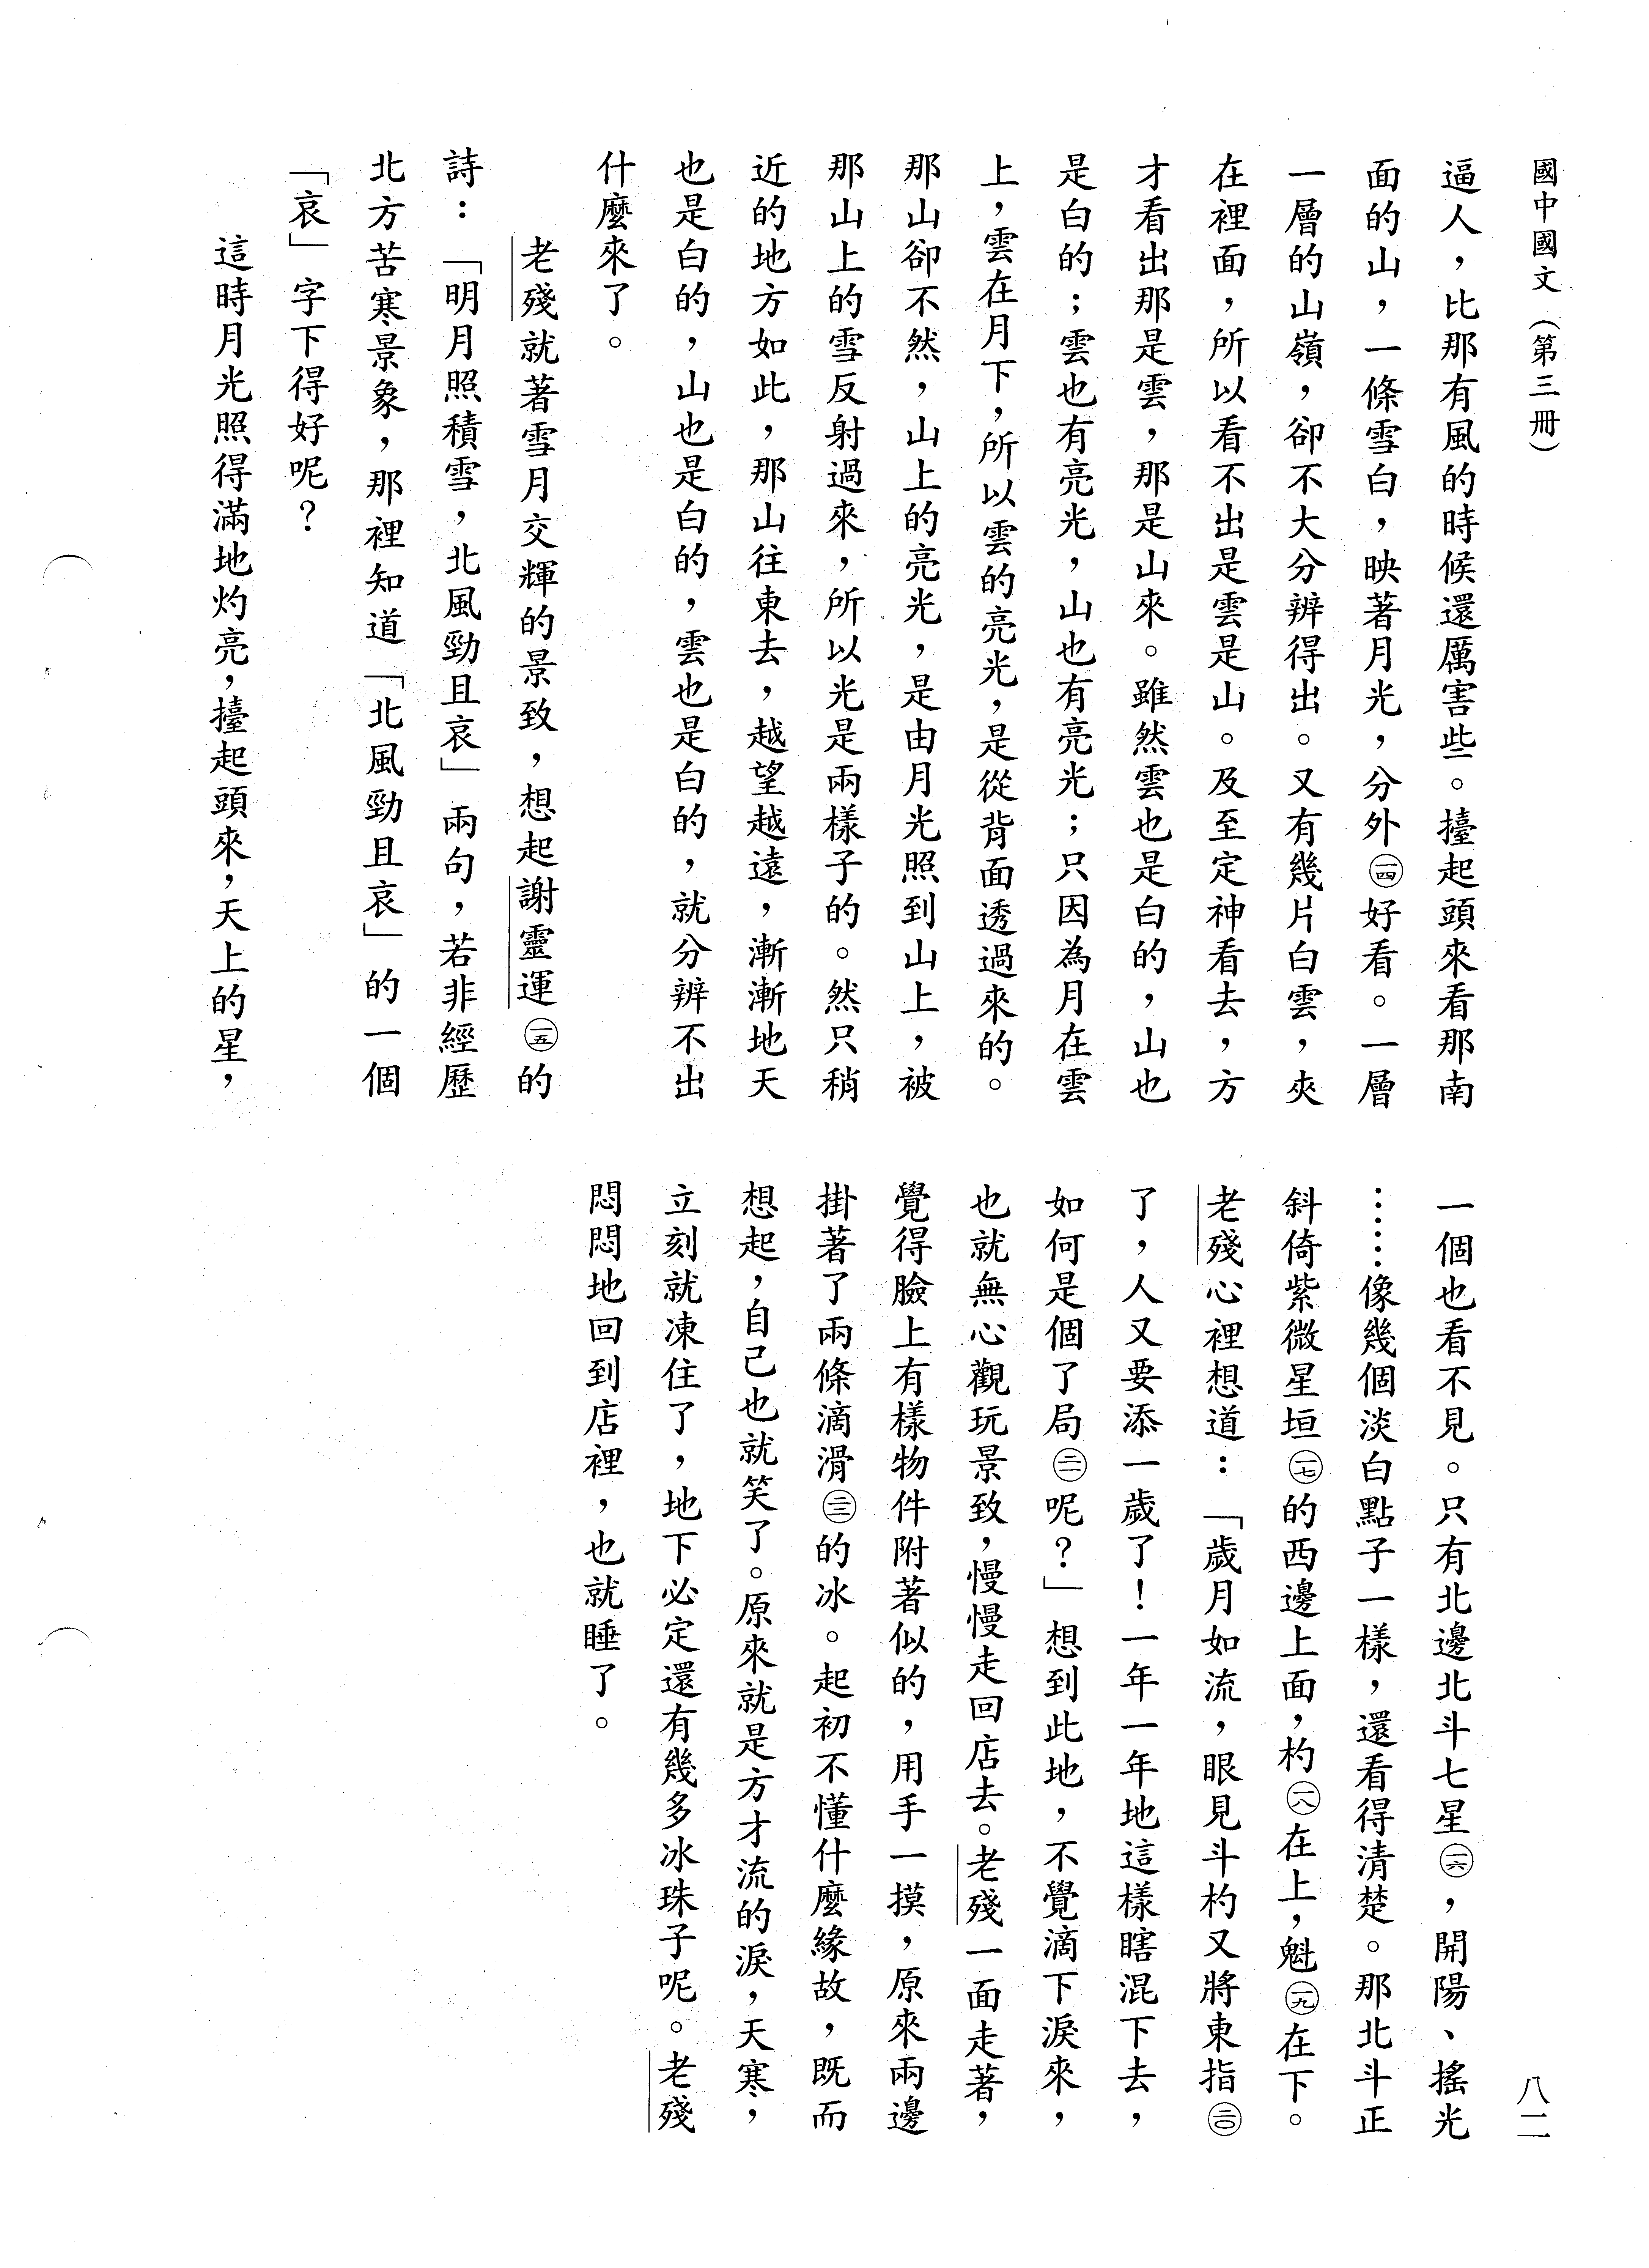 國中國文(第三冊)
逼人,比那有風的時候還厲害些。擡起頭來看那南
面的山,一條雪白,映著月光,分外㊀㊃好看。一層
一層的山嶺,卻不大分辨得出。又有幾片白雲,夾
在裡面,所以看不出是雲是山。及至定神看去,方
才看出那是雲,那是山來。雖然雲也是白的,山也
是白的;雲也有亮光,山也有亮光;只因為月在雲
上,雲在月下,所以雲的亮光,是從背面透過來的。
那山卻不然,山上的亮光,是由月光照到山上,被
那山上的雪反射過來,所以光是兩樣子的。然只稍
近的地方如此,那山往東去,越望越遠,漸漸地天
也是白的,山也是白的,雲也是白的,就分辨不出
什麼來了。
老殘就著雪月交輝的景致,想起謝靈運㊀㊄的
詩:「明月照積雪,北風勁且哀」兩句,若非經歷
北方苦寒景象,那裡知道「北風勁且哀」的一個
「哀」字下得好呢?
這時月光照得滿地灼亮,擡起頭來,天上的星,
一個也看不見。只有北邊北斗七星㊀㊅,開陽、搖光
……像幾個淡白點子一樣,還看得清楚。那北斗正
斜倚紫微星垣㊀㊆的西邊上面,杓㊀㊇在上,魁㊀㊈在下。
老殘心裡想道:「歲月如流,眼見斗杓又將東指㊁〇
了,人又要添一歲了!一年一年地這樣瞎混下去,
如何是個了局㊁㊀呢?」想到此地,不覺滴下淚來,
也就無心觀玩景致,慢慢走回店去。老殘一面走著,
覺得臉上有樣物件附著似的,用手一摸,原來兩邊
掛著了兩條滴滑㊁㊁的冰。起初不懂什麼緣故,既而
想起,自己也就笑了。原來就是方才流的淚,天寒,
立刻就凍住了,地下必定還有幾多冰珠子呢。老殘
悶悶地回到店裡,也就睡了。
八二